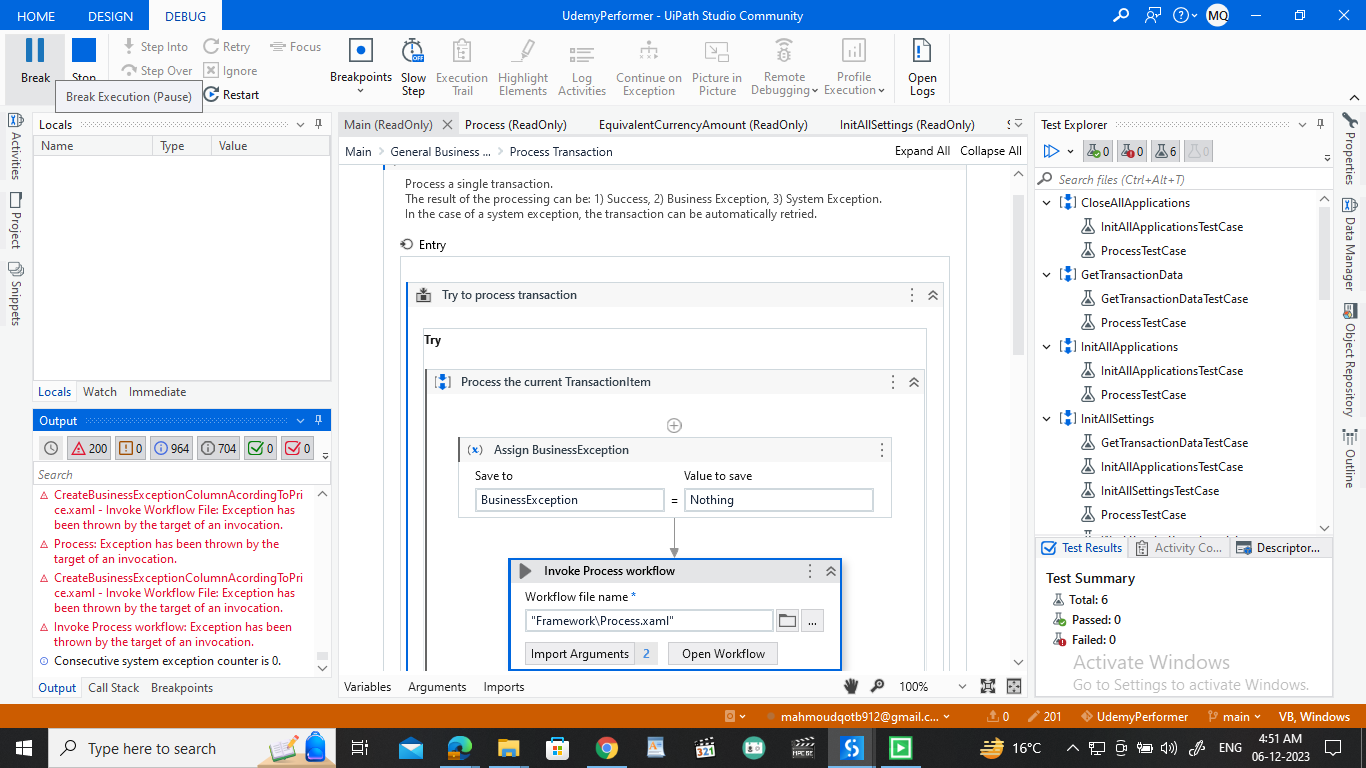 HOME DESIGN DEBUG
UdemyPerformer - UiPath Studio Community
MQ
Break
Stop
Step Into
Step Over
Retry
Ignore
Restart
Focus
Breakpoints
Slow
Step
OFF
Execution
Trail
Highlight
Elements
Log
Activities
Continue on
Exception
Picture in
Picture
Remote
Debugging
Profile
Execution
Open
Logs
Break Execution (Pause)
Activities
Project
Snippets
Locals
Name Type Value
Locals Watch Immediate
Output
200 0 964 704 0 0
Search
CreateBusinessExceptionColumnAcordingToPri
ce.xaml - Invoke Workflow File: Exception has
been thrown by the target of an invocation.
Process: Exception has been thrown by the
target of an invocation.
CreateBusinessExceptionColumnAcordingToPri
ce.xaml - Invoke Workflow File: Exception has
been thrown by the target of an invocation.
Invoke Process workflow: Exception has been
thrown by the target of an invocation.
Consecutive system exception counter is 0.
Output Call Stack Breakpoints
Main (ReadOnly) Process (ReadOnly) EquivalentCurrencyAmount (ReadOnly) InitAllSettings (ReadOnly)
Main General Business ... Process Transaction
Expand All Collapse All
Process a single transaction.
The result of the processing can be: 1) Success, 2) Business Exception, 3) System Exception.
In the case of a system exception, the transaction can be automatically retried.
Entry
Try to process transaction
Try
Process the current TransactionItem
(x) Assign BusinessException
Save to Value to save
BusinessException = Nothing
Invoke Process workflow
Workflow file name *
"Framework\Process.xaml"
...
Import Arguments 2 Open Workflow
Variables Arguments Imports
100%
Test Explorer
0 0 6 0
Search files (Ctrl+Alt+T)
CloseAllApplications
InitAllApplicationsTestCase
ProcessTestCase
GetTransactionData
GetTransactionDataTestCase
ProcessTestCase
InitAllApplications
InitAllApplicationsTestCase
ProcessTestCase
InitAllSettings
GetTransactionDataTestCase
InitAllApplicationsTestCase
InitAllSettingsTestCase
ProcessTestCase
Test Results Activity Co... Descriptor...
Test Summary
Total: 6
Passed: 0
Failed: 0
Activate Windows
Go to Settings to activate Windows.
Properties
Data Manager
Object Repository
Outline
mahmoudqotb912@gmail.c... 0 201 UdemyPerformer main VB, Windows
Type here to search
321
16°C
ENG
4:51 AM
06-12-2023